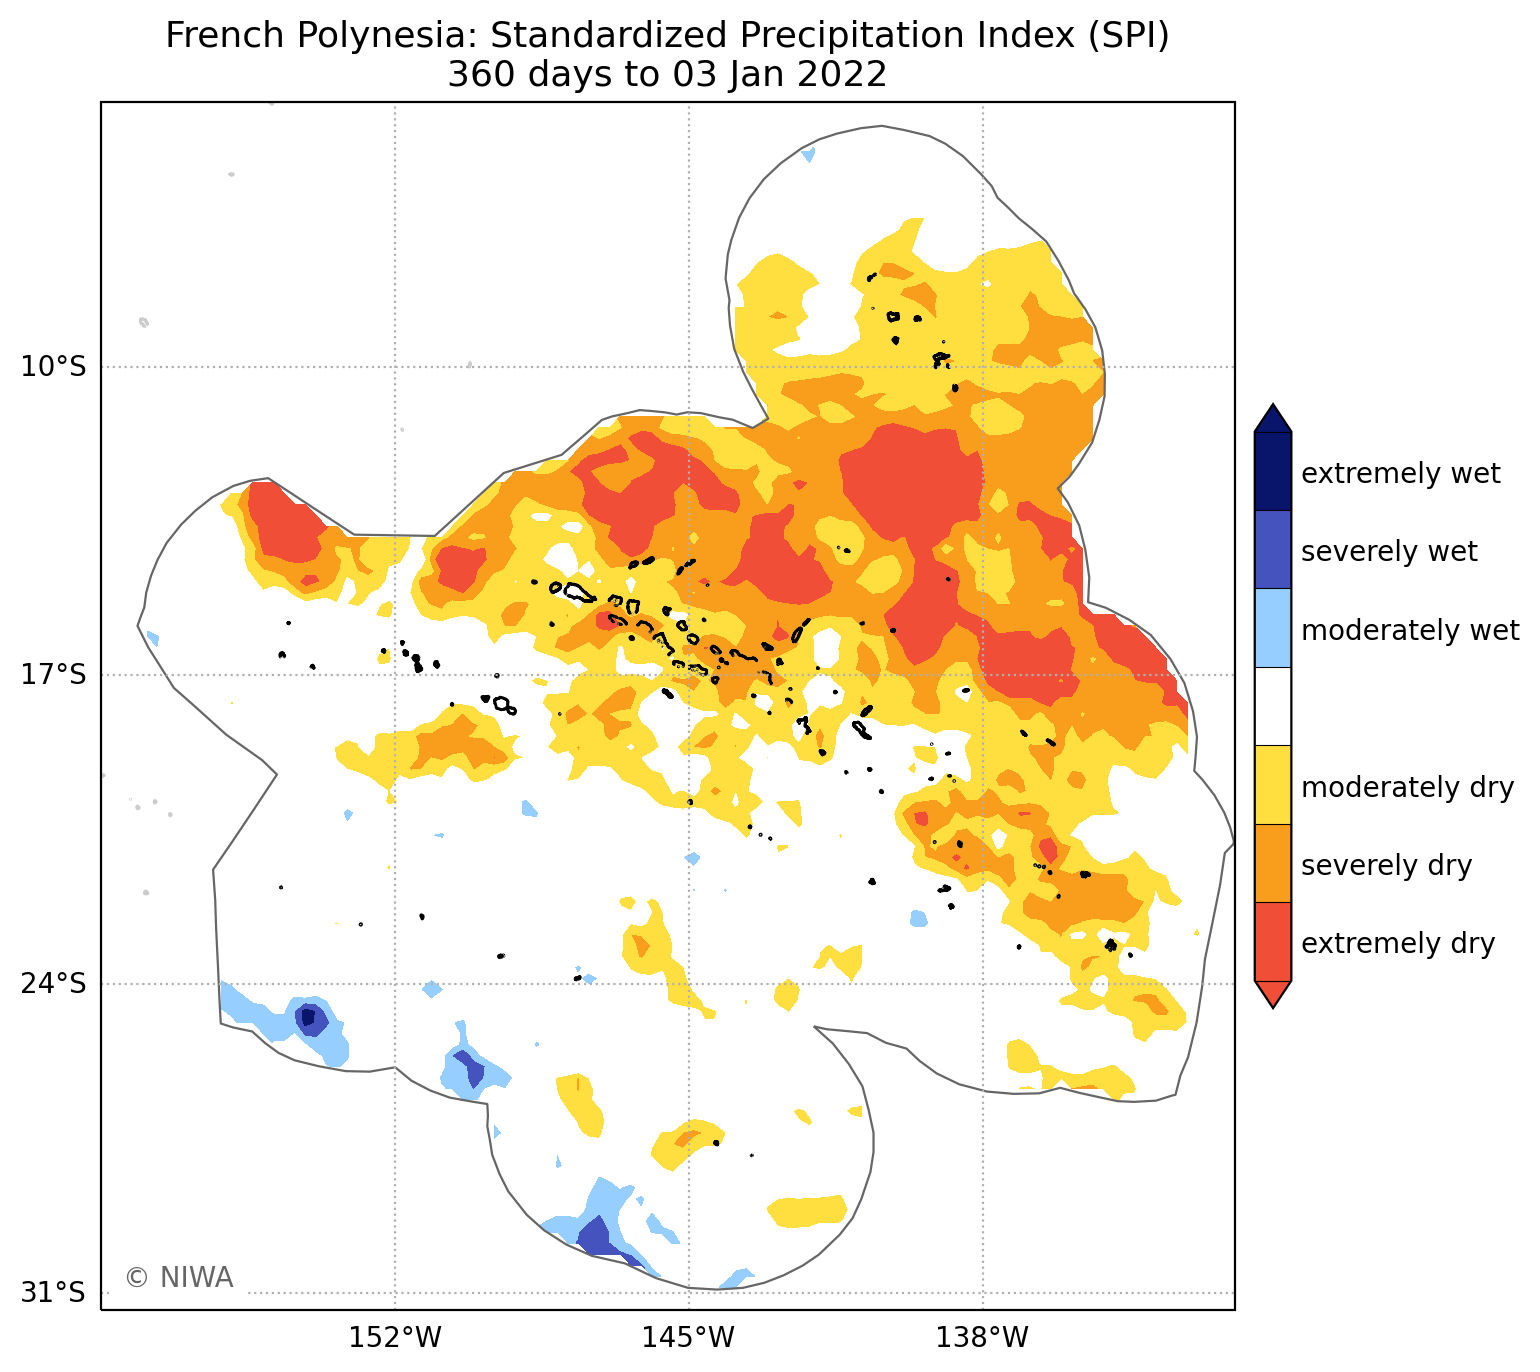 French Polynesia: Standardized Precipitation Index (SPI)
360 days to 03 Jan 2022
10°S
17°S
24°S
31°S
152°W
145°W
138°W
© NIWA
extremely wet
severely wet
moderately wet
moderately dry
severely dry
extremely dry